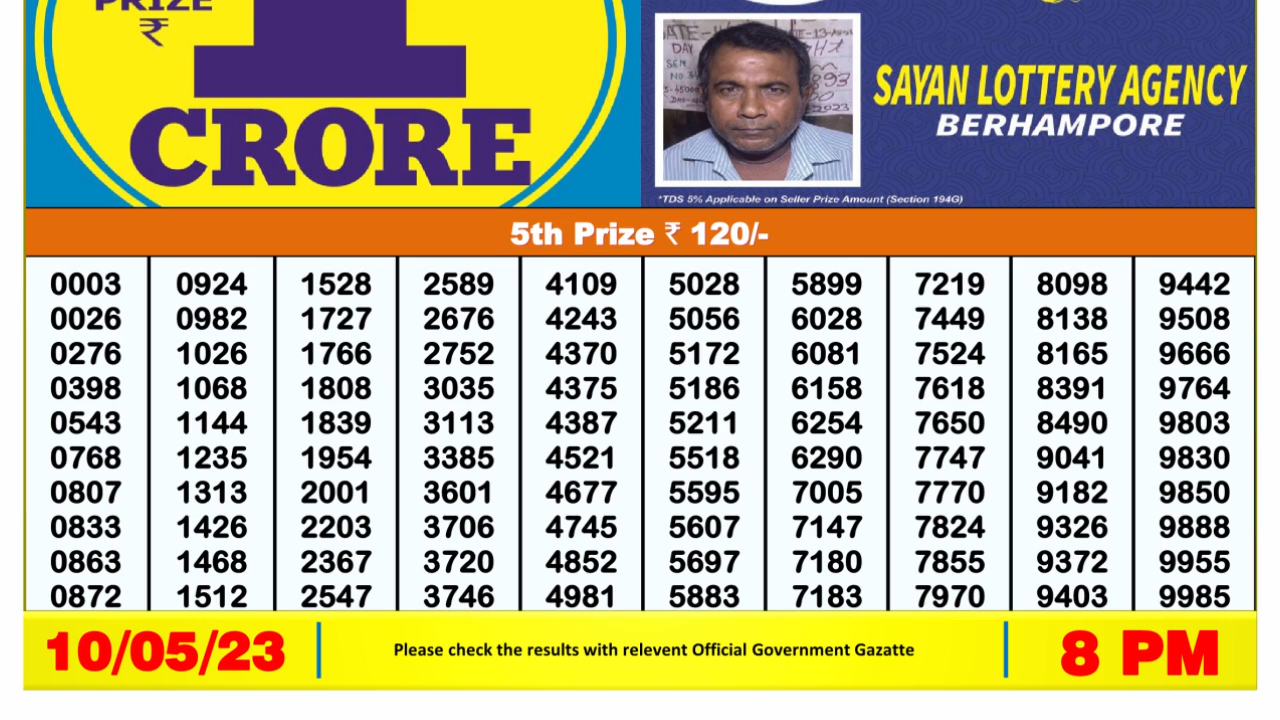 PRIZE
₹
1
CRORE
DAY
SAYAN LOTTERY AGENCY
BERHAMPORE
*TDS 5% Applicable on Seller Prize Amount (Section 194G)
5th Prize ₹ 120/-
0003 0924 1528 2589 4109 5028 5899 7219 8098 9442
0026 0982 1727 2676 4243 5056 6028 7449 8138 9508
0276 1026 1766 2752 4370 5172 6081 7524 8165 9666
0398 1068 1808 3035 4375 5186 6158 7618 8391 9764
0543 1144 1839 3113 4387 5211 6254 7650 8490 9803
0768 1235 1954 3385 4521 5518 6290 7747 9041 9830
0807 1313 2001 3601 4677 5595 7005 7770 9182 9850
0833 1426 2203 3706 4745 5607 7147 7824 9326 9888
0863 1468 2367 3720 4852 5697 7180 7855 9372 9955
0872 1512 2547 3746 4981 5883 7183 7970 9403 9985
10/05/23 Please check the results with relevent Official Government Gazatte 8 PM